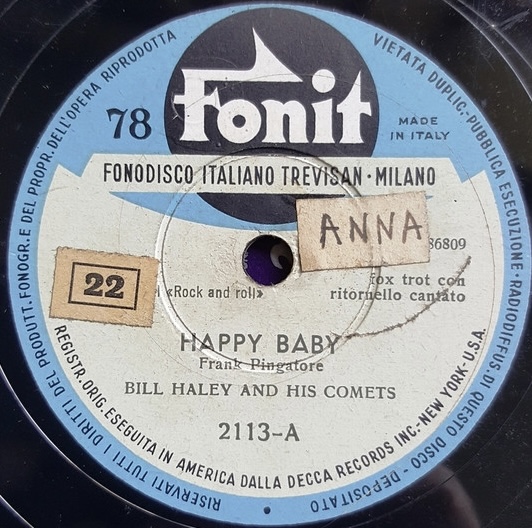 RISERVATI TUTTI I DIRITTI DEL PRODUTT. FONOGR. E DEL PROPR. DELL'OPERA RIPRODOTTA
VIETATA DUPLIC.-PUBBLICA ESECUZIONE-RADIODIFFUS. DI QUESTO DISCO - DEPOSITATO
78
Fonit
MADE
IN ITALY
FONODISCO ITALIANO TREVISAN·MILANO
ANNA
86809
22
«Rock and roll»
fox trot con
ritornello cantato
HAPPY BABY
Frank Pingatore
BILL HALEY AND HIS COMETS
2113-A
REGISTR. ORIG. ESEGUITA IN AMERICA DALLA DECCA RECORDS INC.-NEW YORK-U.S.A.